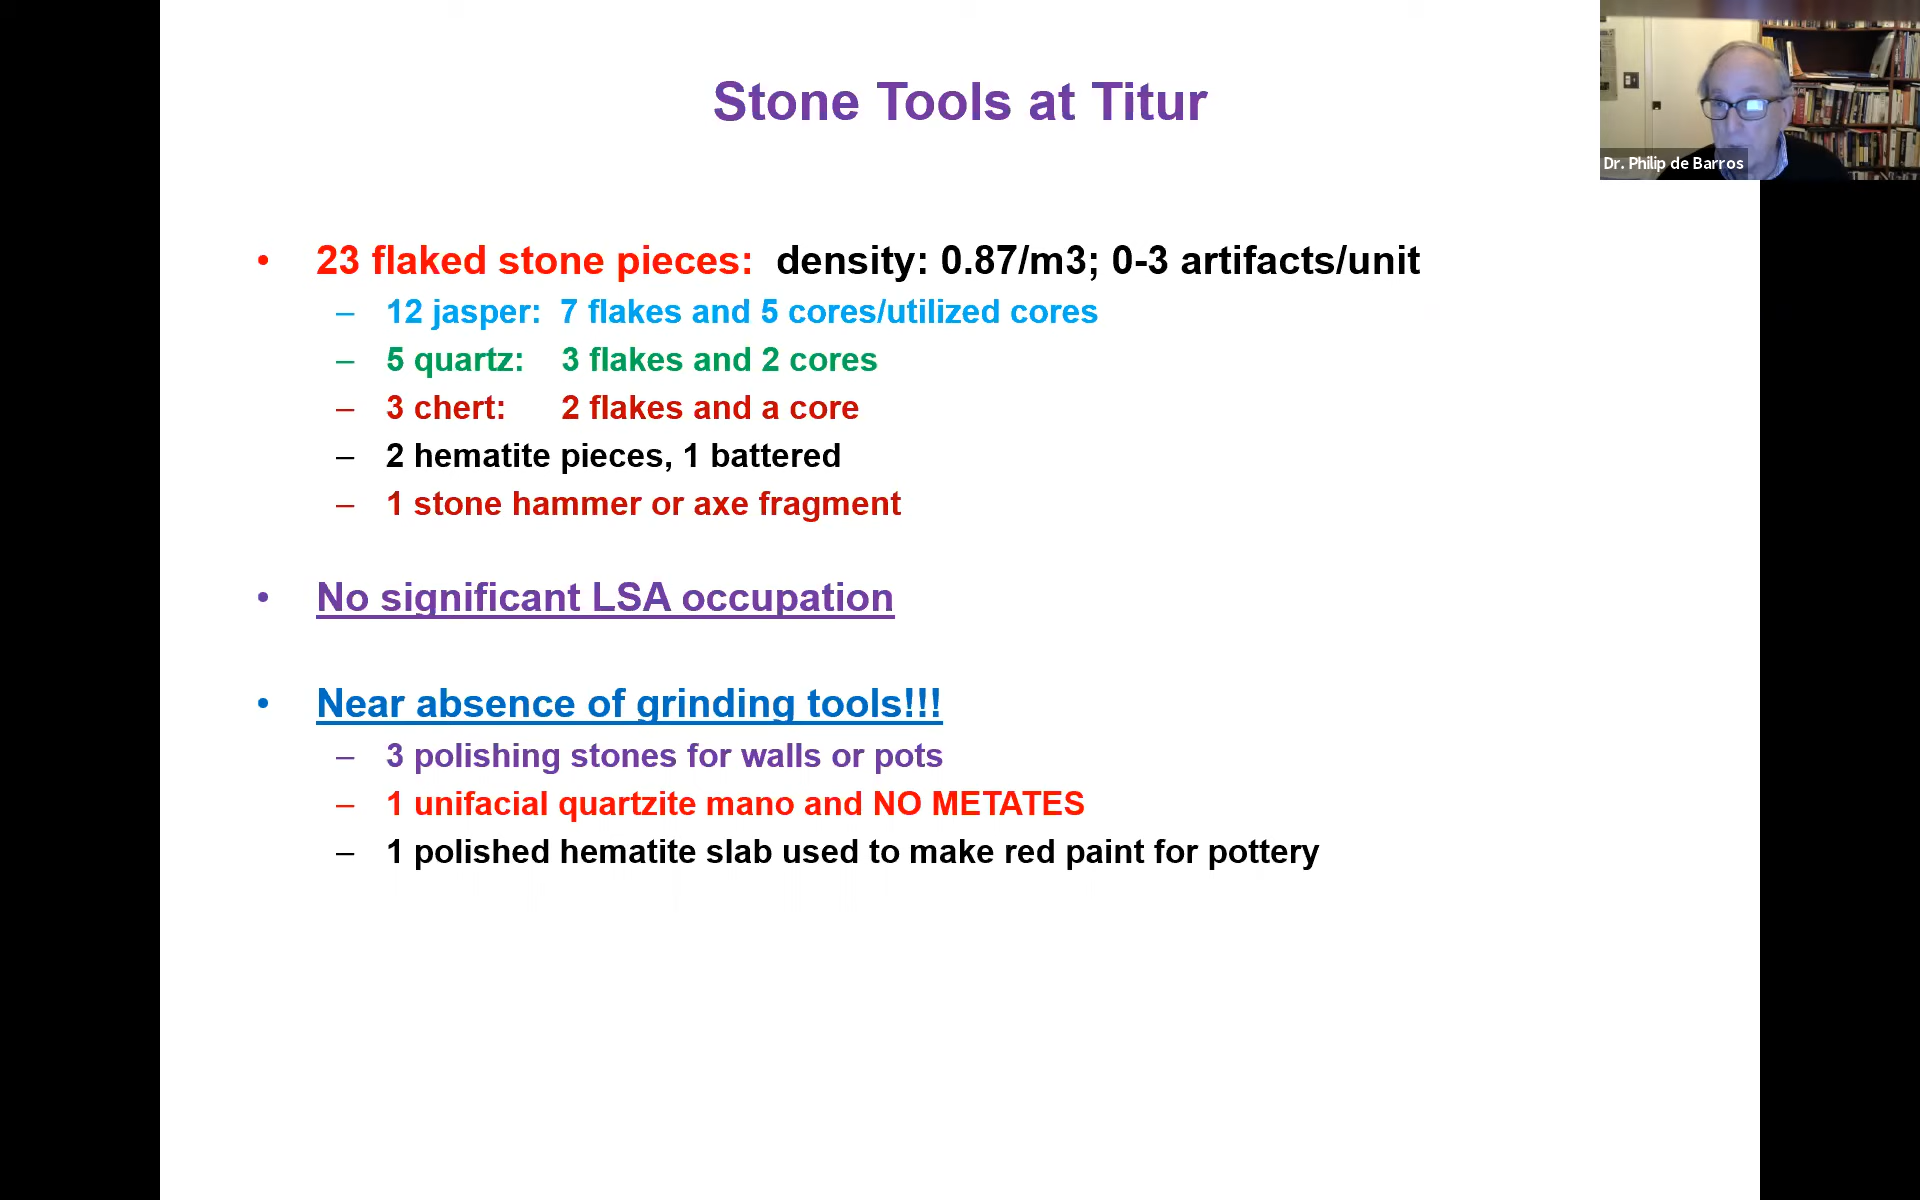 Stone Tools at Titur
Dr. Philip de Barros
• 23 flaked stone pieces: density: 0.87/m3; 0-3 artifacts/unit
– 12 jasper: 7 flakes and 5 cores/utilized cores
– 5 quartz: 3 flakes and 2 cores
– 3 chert: 2 flakes and a core
– 2 hematite pieces, 1 battered
– 1 stone hammer or axe fragment
• No significant LSA occupation
• Near absence of grinding tools!!!
– 3 polishing stones for walls or pots
– 1 unifacial quartzite mano and NO METATES
– 1 polished hematite slab used to make red paint for pottery